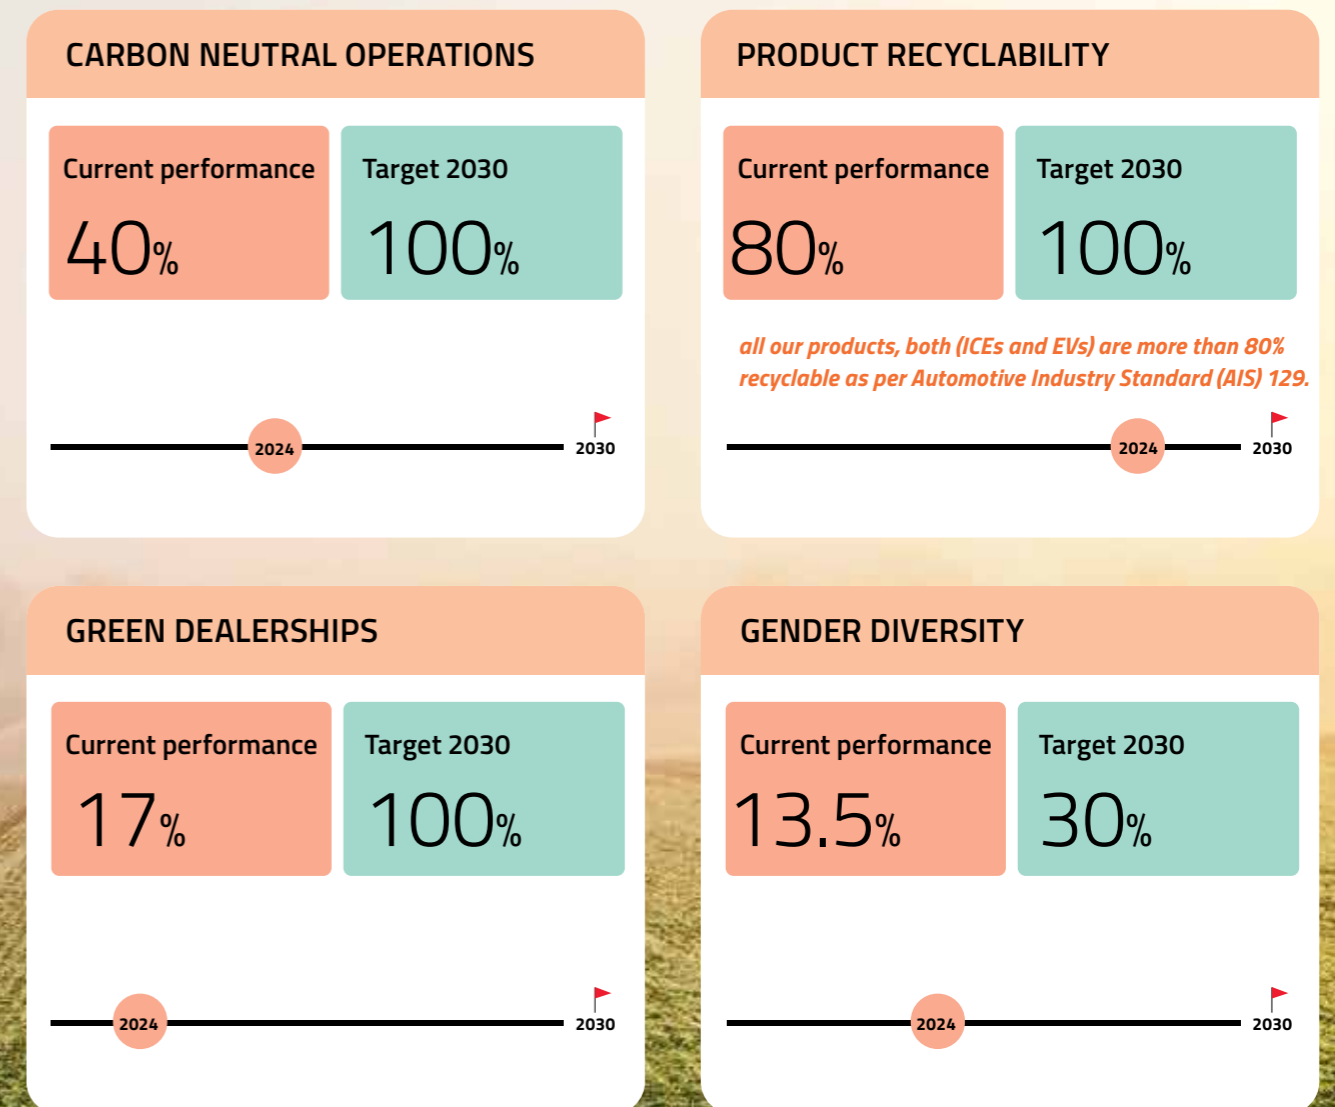 CARBON NEUTRAL OPERATIONS
Current performance
40%
Target 2030
100%
2024
2030
PRODUCT RECYCLABILITY
Current performance
80%
Target 2030
100%
all our products, both (ICEs and EVs) are more than 80%
recyclable as per Automotive Industry Standard (AIS) 129.
2024
2030
GREEN DEALERSHIPS
Current performance
17%
Target 2030
100%
2024
2030
GENDER DIVERSITY
Current performance
13.5%
Target 2030
30%
2024
2030